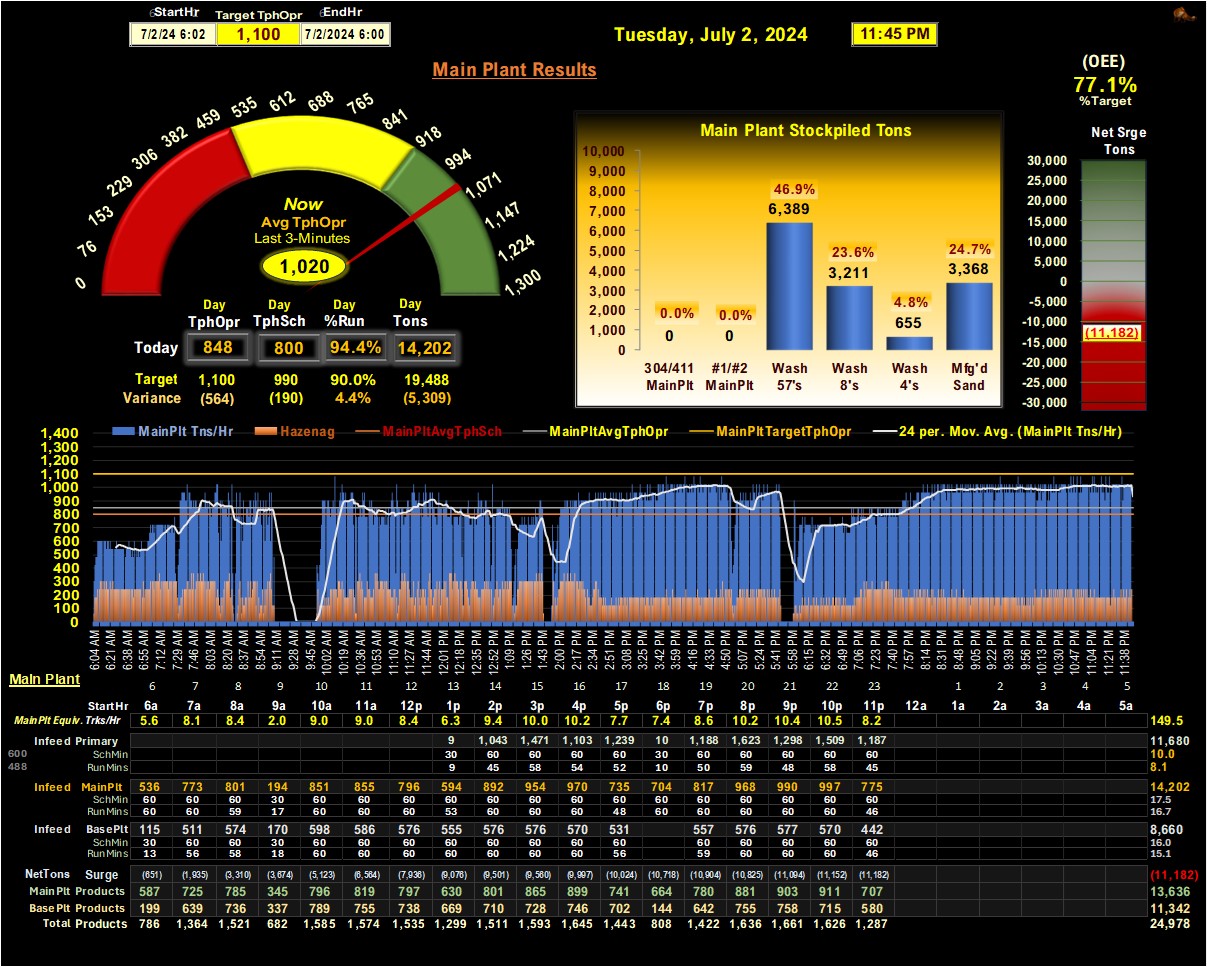 StartHr Target TphOpr EndHr
7/2/24 6:02 1,100 7/2/2024 6:00
Tuesday, July 2, 2024 11:45 PM
Main Plant Results
(OEE)
77.1%
%Target
0 76 153 229 306 382 459 535 612 688 765 841 918 994 1,071 1,147 1,224 1,300
Now
Avg TphOpr
Last 3-Minutes
1,020
Day Day Day Day
TphOpr TphSch %Run Tons
Today 848 800 94.4% 14,202
Target 1,100 990 90.0% 19,488
Variance (564) (190) 4.4% (5,309)
Main Plant Stockpiled Tons
10,000
9,000
8,000
7,000
6,000
5,000
4,000
3,000
2,000
1,000
0
0.0% 0.0% 46.9% 23.6% 4.8% 24.7%
0 0 6,389 3,211 655 3,368
304/411 #1/#2 Wash Wash Wash Mfg'd
MainPlt MainPlt 57's 8's 4's Sand
Net Srge
Tons
30,000
25,000
20,000
15,000
10,000
5,000
0
-5,000
-10,000
(11,182)
-15,000
-20,000
-25,000
-30,000
MainPlt Tns/Hr Hazenag MainPltAvgTphSch MainPltAvgTphOpr MainPltTargetTphOpr 24 per. Mov. Avg. (MainPlt Tns/Hr)
1,400
1,300
1,200
1,100
1,000
900
800
700
600
500
400
300
200
100
0
6:04 AM 6:21 AM 6:38 AM 6:55 AM 7:12 AM 7:29 AM 7:46 AM 8:03 AM 8:20 AM 8:37 AM 8:54 AM 9:11 AM 9:28 AM 9:45 AM 10:02 AM 10:19 AM 10:36 AM 10:53 AM 11:10 AM 11:27 AM 11:44 AM 12:01 PM 12:18 PM 12:35 PM 12:52 PM 1:09 PM 1:26 PM 1:43 PM 2:00 PM 2:17 PM 2:34 PM 2:51 PM 3:08 PM 3:25 PM 3:42 PM 3:59 PM 4:16 PM 4:33 PM 4:50 PM 5:07 PM 5:24 PM 5:41 PM 6:58 PM 6:15 PM 6:32 PM 6:49 PM 7:06 PM 7:23 PM 7:40 PM 7:57 PM 8:14 PM 8:31 PM 8:48 PM 9:05 PM 9:22 PM 9:39 PM 9:56 PM 10:13 PM 10:30 PM 10:47 PM 11:04 PM 11:21 PM 11:38 PM
Main Plant
6 7 8 9 10 11 12 13 14 15 16 17 18 19 20 21 22 23 1 2 3 4 5
StartHr 6a 7a 8a 9a 10a 11a 12p 1p 2p 3p 4p 5p 6p 7p 8p 9p 10p 11p 12a 1a 2a 3a 4a 5a
MainPlt Equiv. Trks/Hr 5.6 8.1 8.4 2.0 9.0 9.0 8.4 6.3 9.4 10.0 10.2 7.7 7.4 8.6 10.2 10.4 10.5 8.2 149.5
Infeed Primary 9 1,043 1,471 1,103 1,239 10 1,188 1,623 1,298 1,509 1,187 11,680
600 SchMin 30 60 60 60 60 30 60 60 60 60 60 10.0
488 RunMins 9 45 58 54 52 10 50 59 48 58 45 8.1
Infeed MainPlt 536 773 801 194 851 855 796 594 892 954 970 735 704 817 968 990 997 775 14,202
SchMin 60 60 60 30 60 60 60 60 60 60 60 60 60 60 60 60 60 60 17.5
RunMins 60 60 59 17 60 60 60 53 60 60 60 48 60 60 60 60 60 46 16.7
Infeed BasePlt 115 511 574 170 598 586 576 555 576 576 570 531 557 576 577 570 442 8,660
SchMin 30 60 60 30 60 60 60 60 60 60 60 60 60 60 60 60 60 16.0
RunMins 13 56 58 18 60 60 60 60 60 60 60 56 59 60 60 60 46 15.1
NetTons Surge (651) (1,935) (3,310) (3,674) (5,123) (6,564) (7,936) (9,076) (9,501) (9,560) (9,997) (10,024) (10,718) (10,904) (10,825) (11,094) (11,152) (11,182) (11,182)
MainPlt Products 587 725 785 345 796 819 797 630 801 865 899 741 664 780 881 903 911 707 13,636
BasePlt Products 199 639 736 337 789 755 738 669 710 728 746 702 144 642 755 758 715 580 11,342
Total Products 786 1,364 1,521 682 1,585 1,574 1,535 1,299 1,511 1,593 1,645 1,443 808 1,422 1,636 1,661 1,626 1,287 24,978